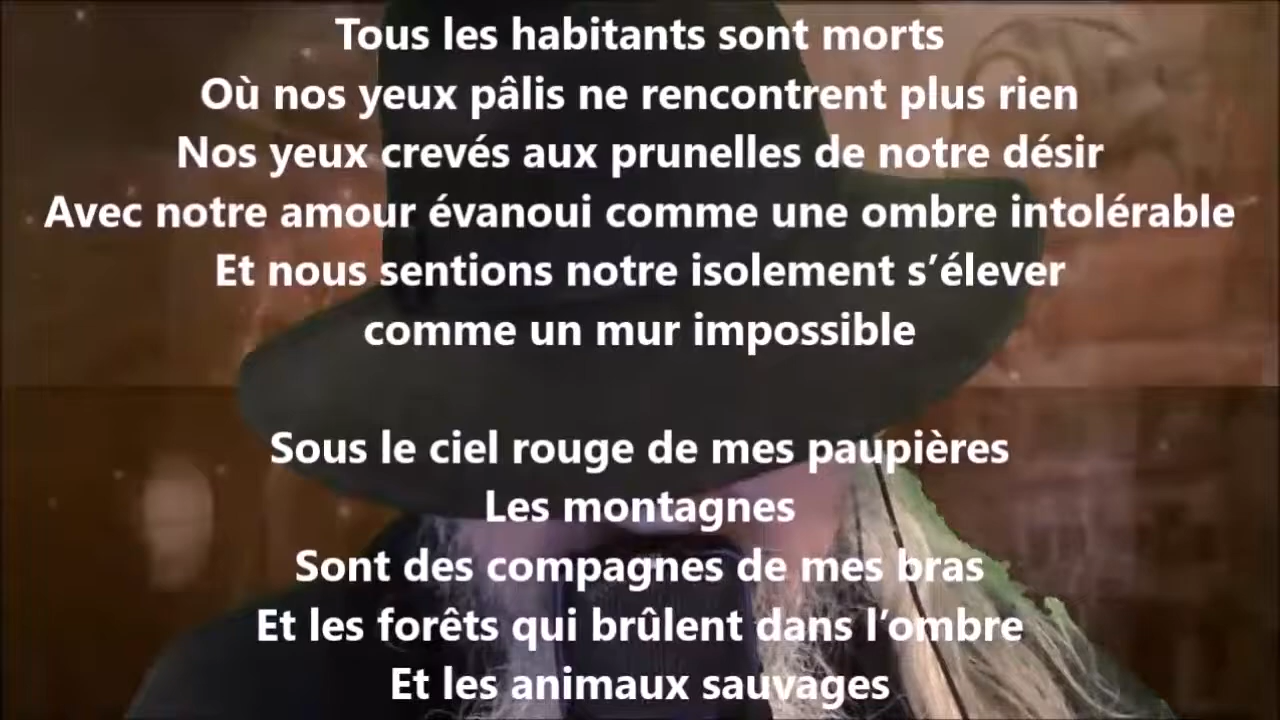 Tous les habitants sont morts
Où nos yeux pâlis ne rencontrent plus rien
Nos yeux crevés aux prunelles de notre désir
Avec notre amour évanoui comme une ombre intolérable
Et nous sentions notre isolement s’élever
comme un mur impossible
Sous le ciel rouge de mes paupières
Les montagnes
Sont des compagnes de mes bras
Et les forêts qui brûlent dans l’ombre
Et les animaux sauvages